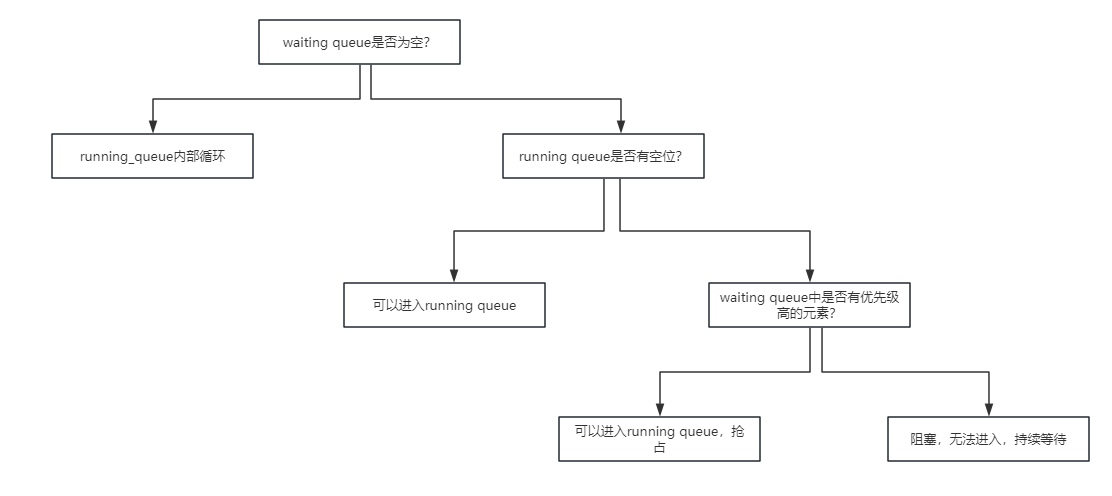 waiting queue是否为空？
running_queue内部循环
running queue是否有空位？
可以进入running queue
waiting queue中是否有优先级
高的元素？
可以进入running queue，抢
占
阻塞，无法进入，持续等待